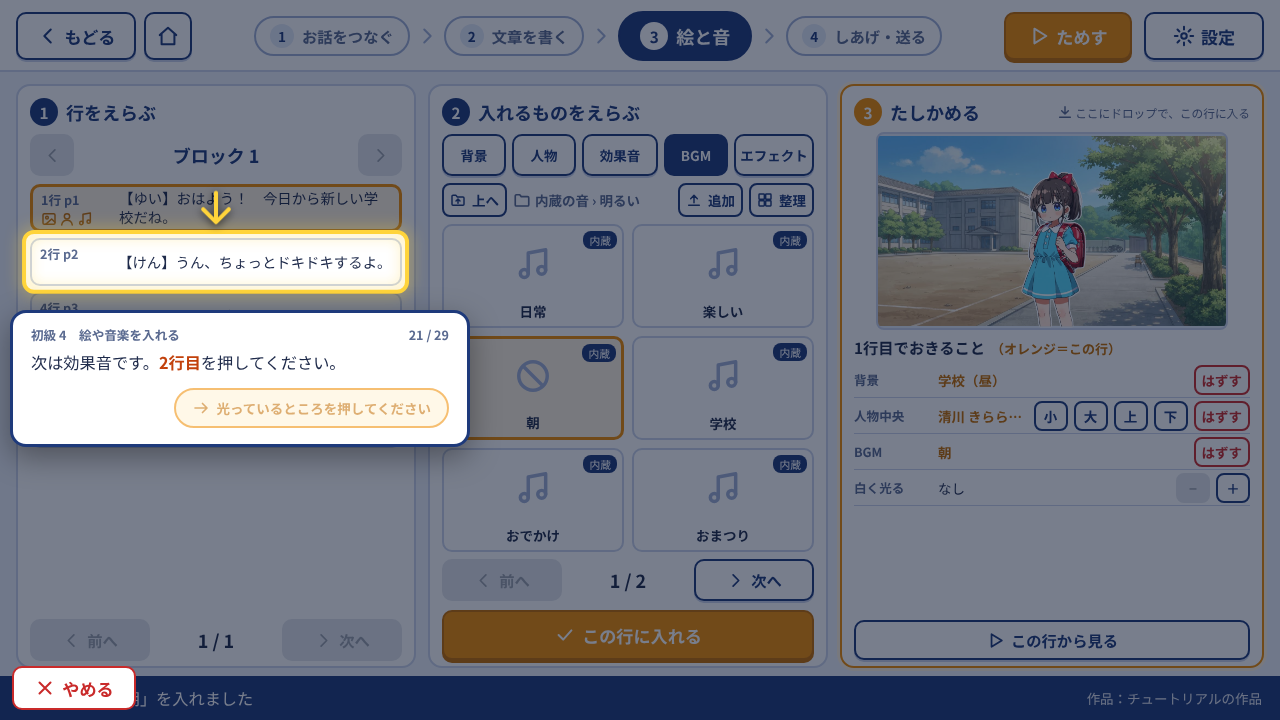 もどる
1 お話をつなぐ
2 文章を書く
3 絵と音
4 しあげ・送る
ためす
設定
1 行をえらぶ
ブロック 1
1行 p1
【ゆい】おはよう！　今日から新しい学
校だね。
2行 p2
【けん】うん、ちょっとドキドキするよ。
4行 p3
初級 4　絵や音楽を入れる
21 / 29
次は効果音です。2行目を押してください。
光っているところを押してください
前へ
1 / 1
次へ
2 入れるものをえらぶ
背景
人物
効果音
BGM
エフェクト
上へ
内蔵の音 › 明るい
追加
整理
内蔵
日常
内蔵
楽しい
内蔵
朝
内蔵
学校
内蔵
おでかけ
内蔵
おまつり
前へ
1 / 2
次へ
この行に入れる
3 たしかめる
ここにドロップで、この行に入る
1行目でおきること （オレンジ＝この行）
背景
学校（昼）
はずす
人物中央
清川 きらら…
小
大
上
下
はずす
BGM
朝
はずす
白く光る
なし
−
＋
この行から見る
やめる
」を入れました
作品：チュートリアルの作品